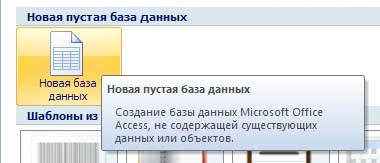 Новая пустая база данных
Новая база
данных
Новая пустая база данных
Создание базы данных Microsoft Office
Access, не содержащей существующих
данных или объектов.
Шаблоны из